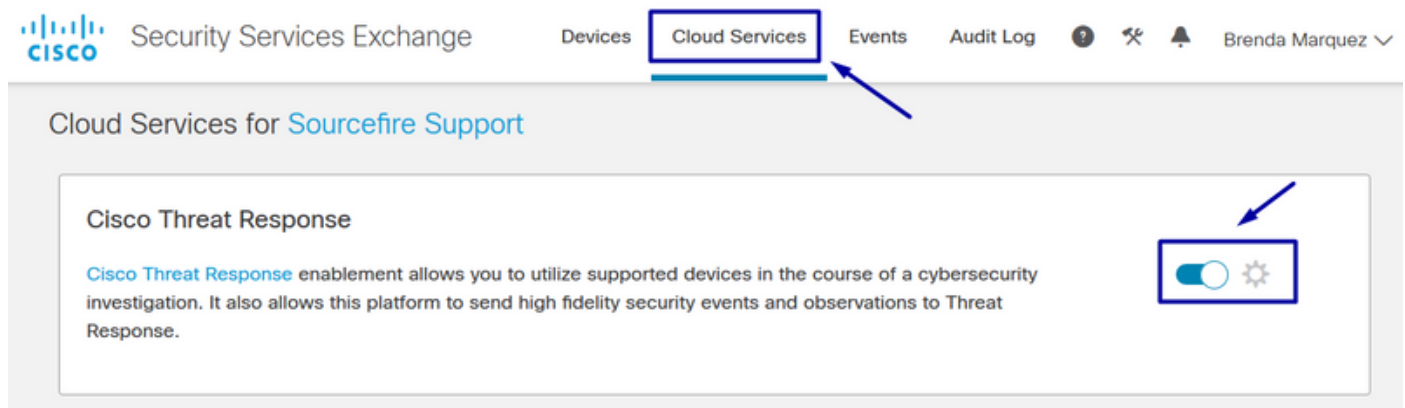 CISCO Security Services Exchange Devices Cloud Services Events Audit Log ? Brenda Marquez
Cloud Services for Sourcefire Support
Cisco Threat Response
Cisco Threat Response enablement allows you to utilize supported devices in the course of a cybersecurity
investigation. It also allows this platform to send high fidelity security events and observations to Threat
Response.